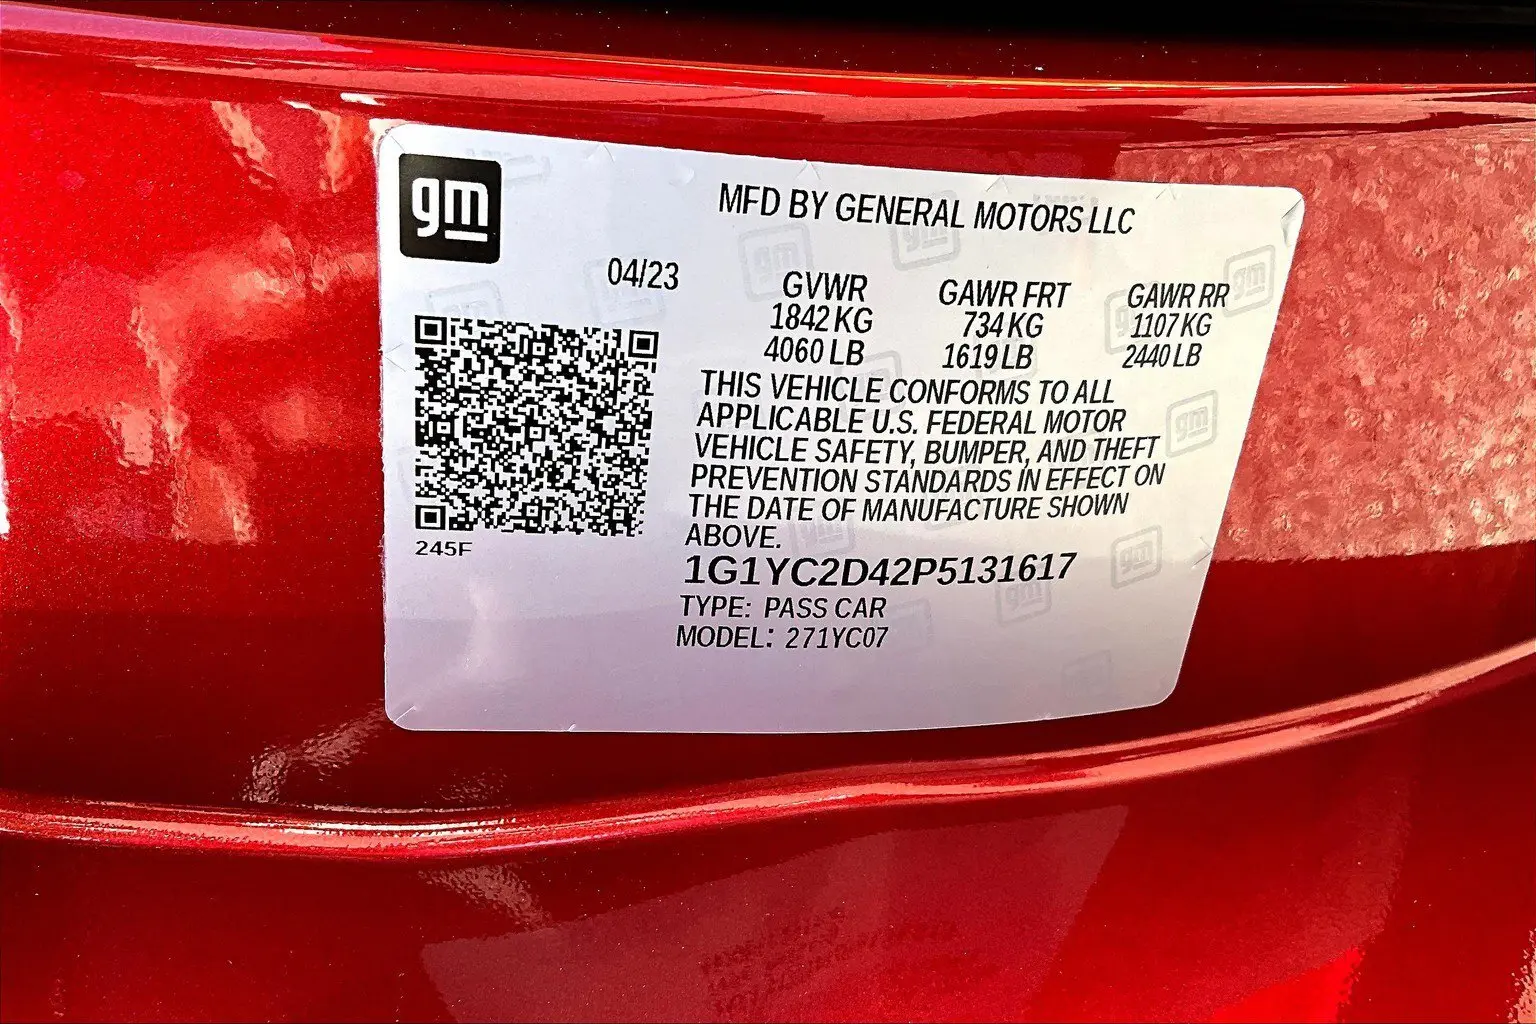 gm
MFD BY GENERAL MOTORS LLC
04/23
GVWR GAWR FRT GAWR RR
1842 KG 734 KG 1107 KG
4060 LB 1619 LB 2440 LB
THIS VEHICLE CONFORMS TO ALL
APPLICABLE U.S. FEDERAL MOTOR
VEHICLE SAFETY, BUMPER, AND THEFT
PREVENTION STANDARDS IN EFFECT ON
THE DATE OF MANUFACTURE SHOWN
ABOVE.
245F
1G1YC2D42P5131617
TYPE: PASS CAR
MODEL: 271YC07